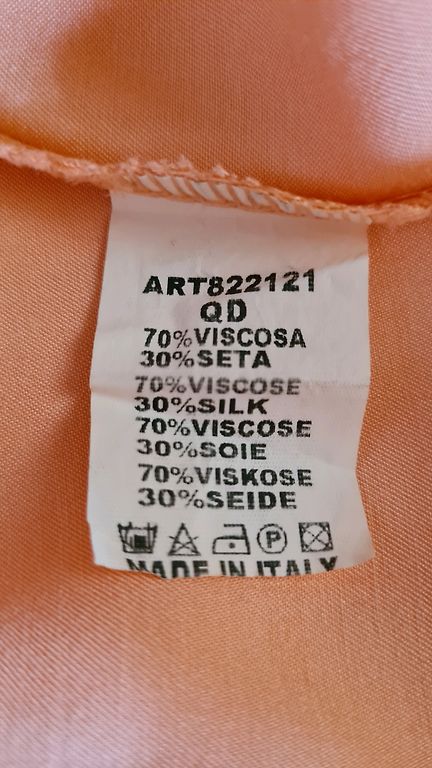 ART822121
QD
70%VISCOSA
30%SETA
70%VISCOSE
30%SILK
70%VISCOSE
30%SOIE
70%VISKOSE
30%SEIDE
P
MADE IN ITALY